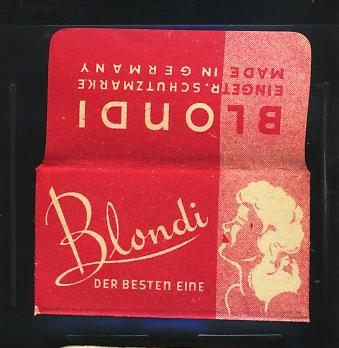 MADE IN GERMANY
EINGETR. SCHUTZMARKE
BLONDI
Blondi
DER BESTEN EINE